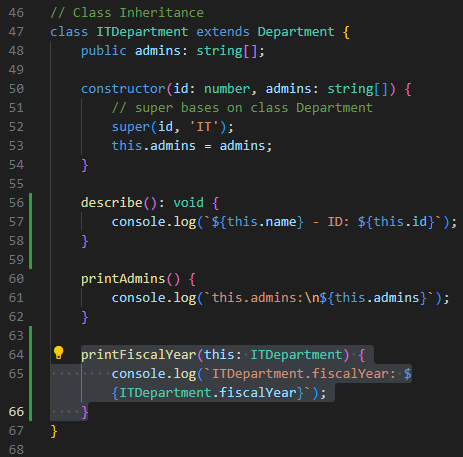 46 // Class Inheritance
47 class ITDepartment extends Department {
48     public admins: string[];
49
50     constructor(id: number, admins: string[]) {
51         // super bases on class Department
52         super(id, 'IT');
53         this.admins = admins;
54     }
55
56     describe(): void {
57         console.log(`${this.name} - ID: ${this.id}`);
58     }
59
60     printAdmins() {
61         console.log(`this.admins:\n${this.admins}`);
62     }
63
64     printFiscalYear(this: ITDepartment) {
65         console.log(`ITDepartment.fiscalYear: $
            {ITDepartment.fiscalYear}`);
66     }
67 }
68